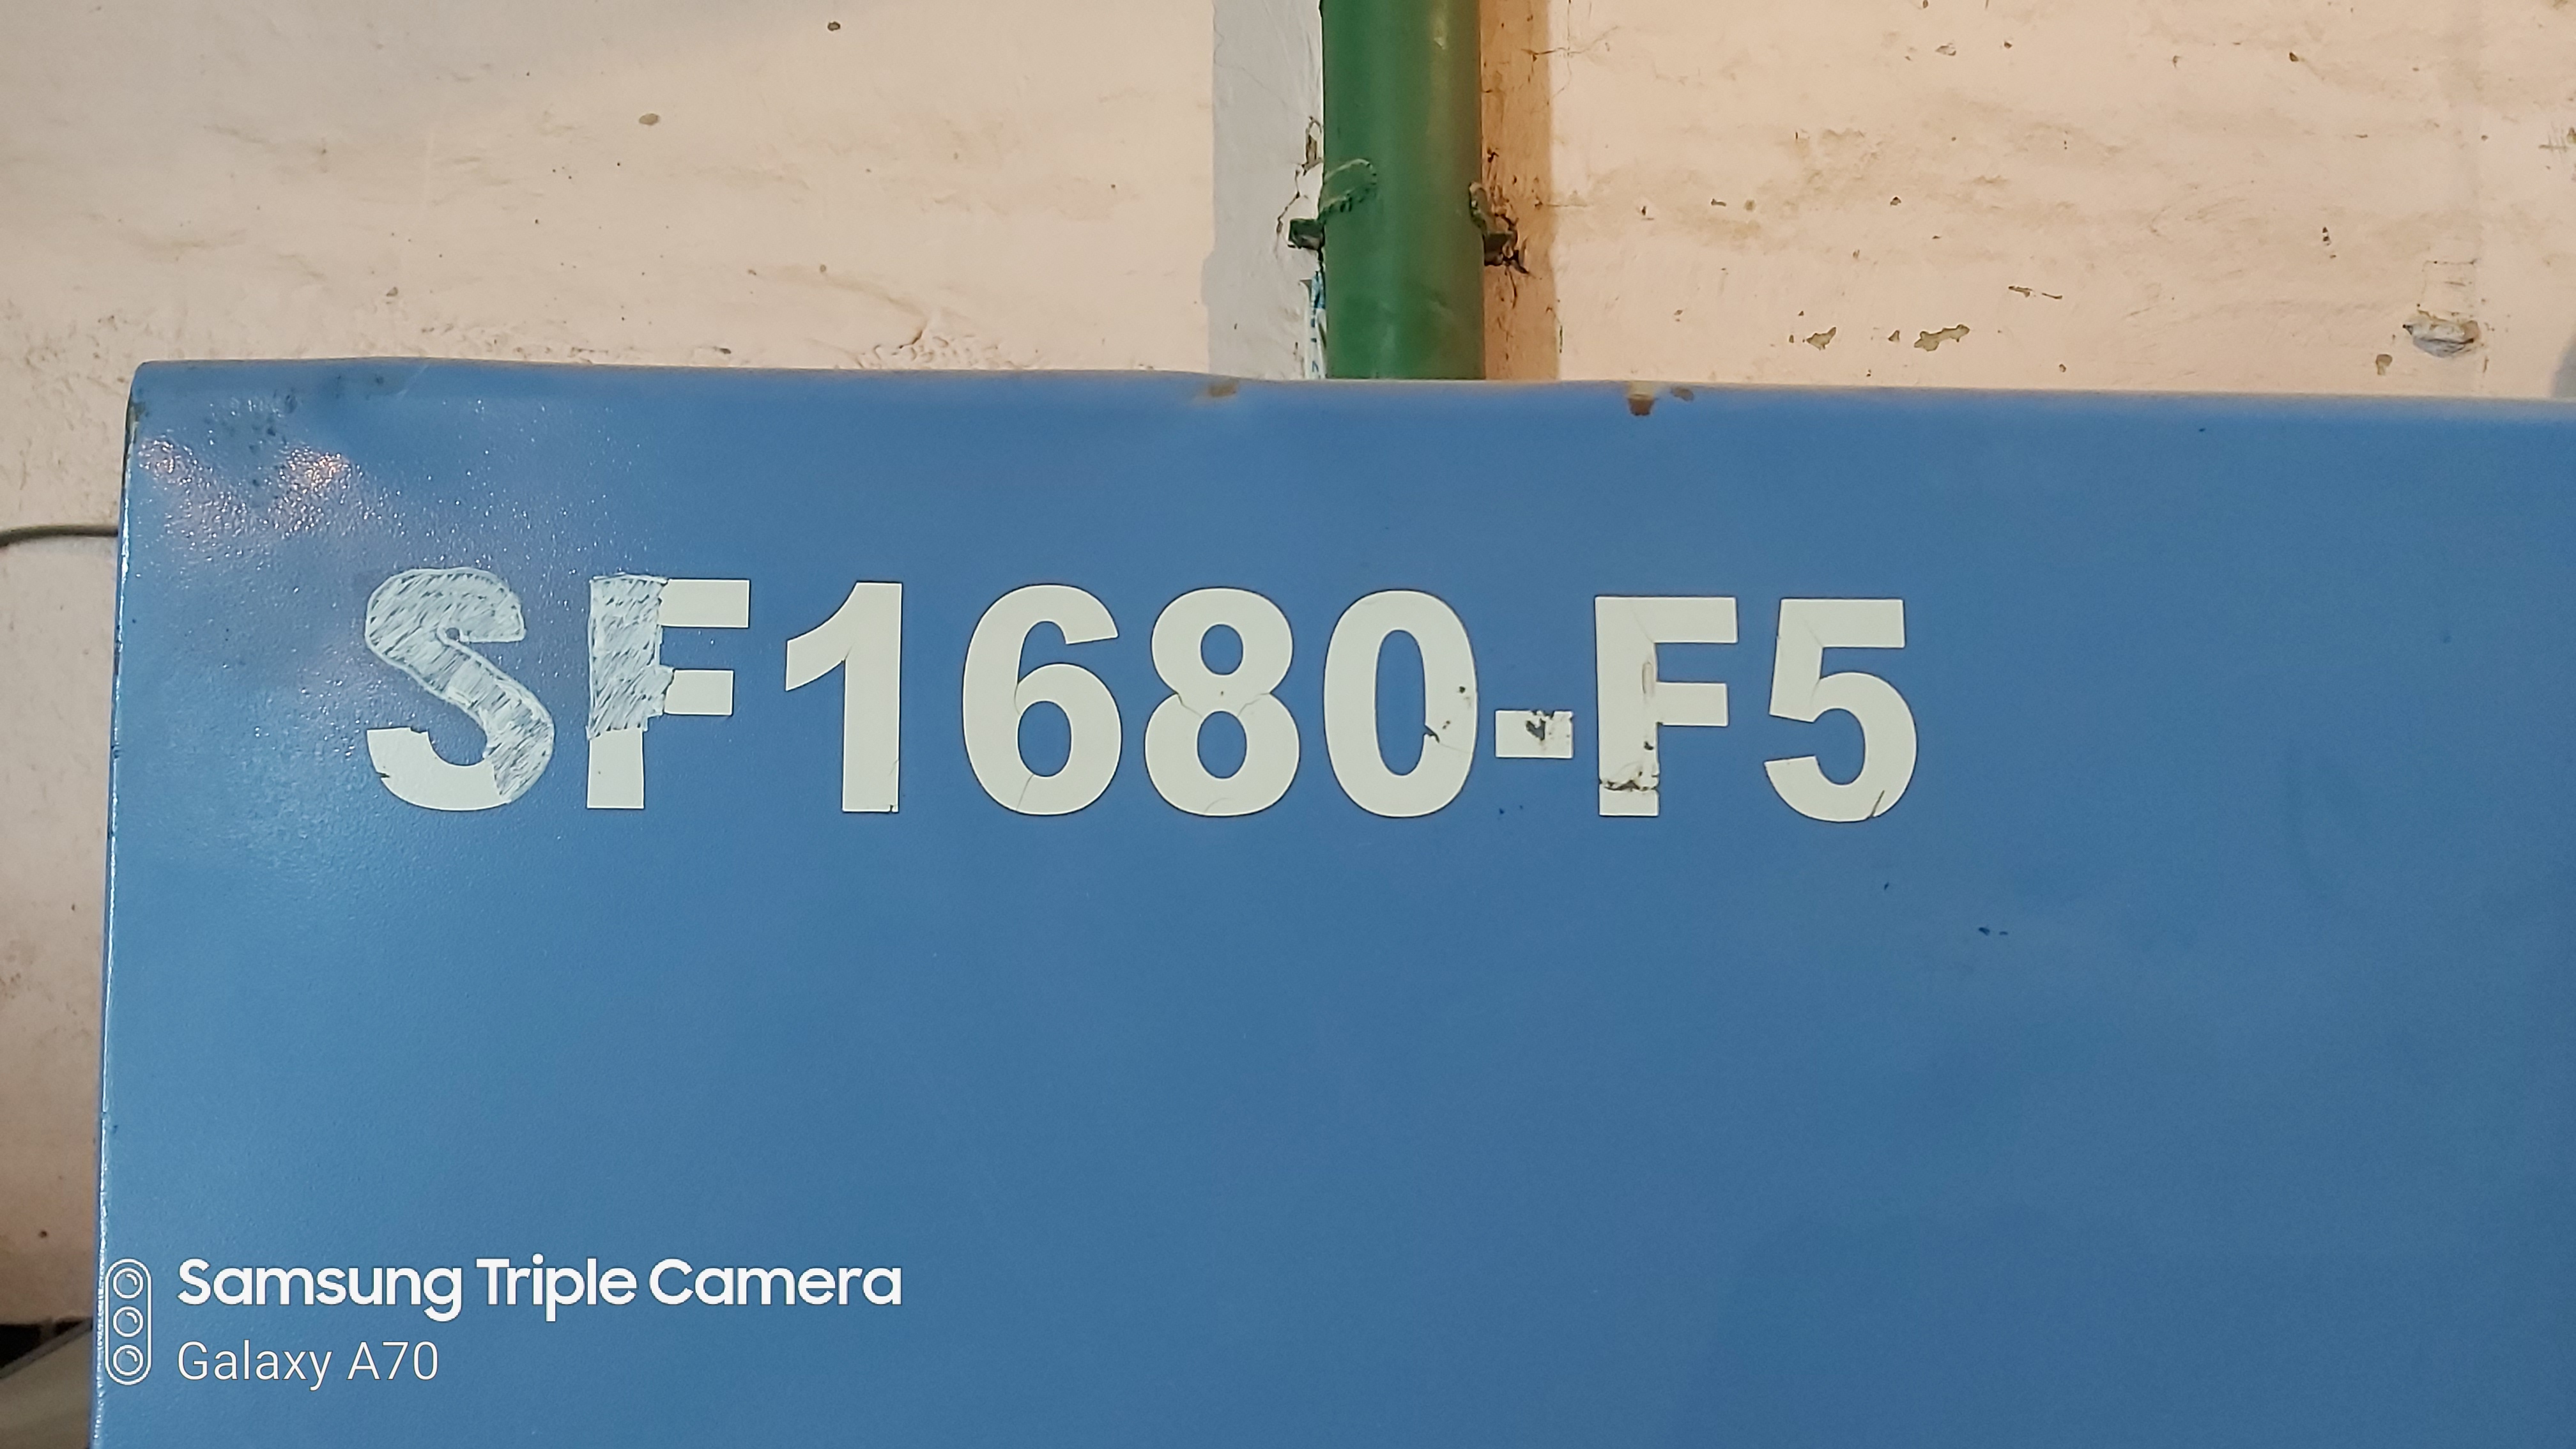 SF1680-F5
Samsung Triple Camera
Galaxy A70